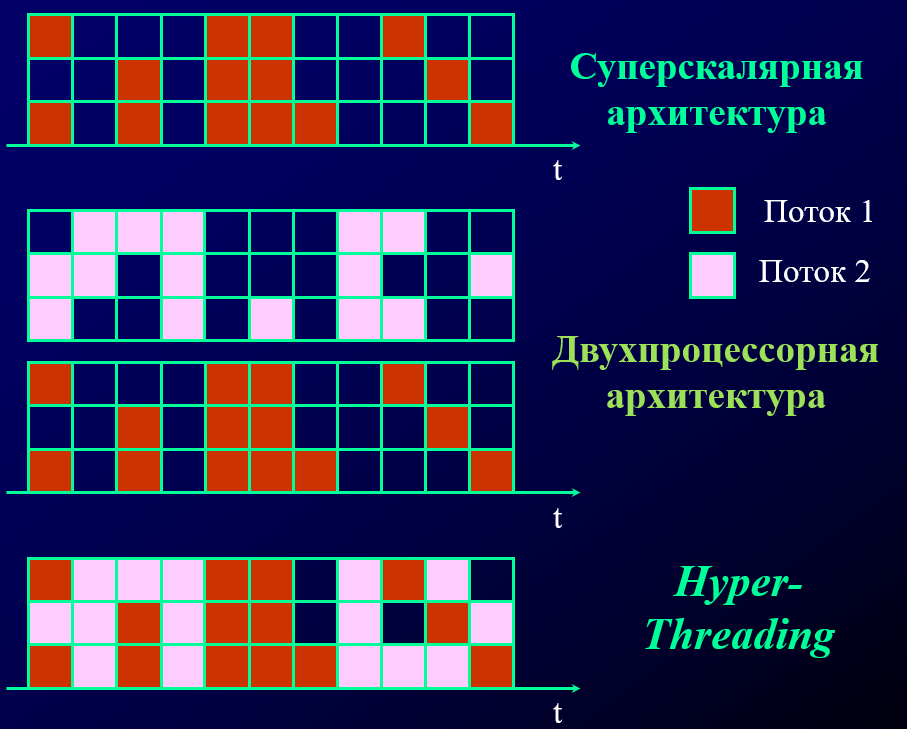 Суперскалярная
архитектура
t
Поток 1
Поток 2
Двухпроцессорная
архитектура
t
Hyper-
Threading
t